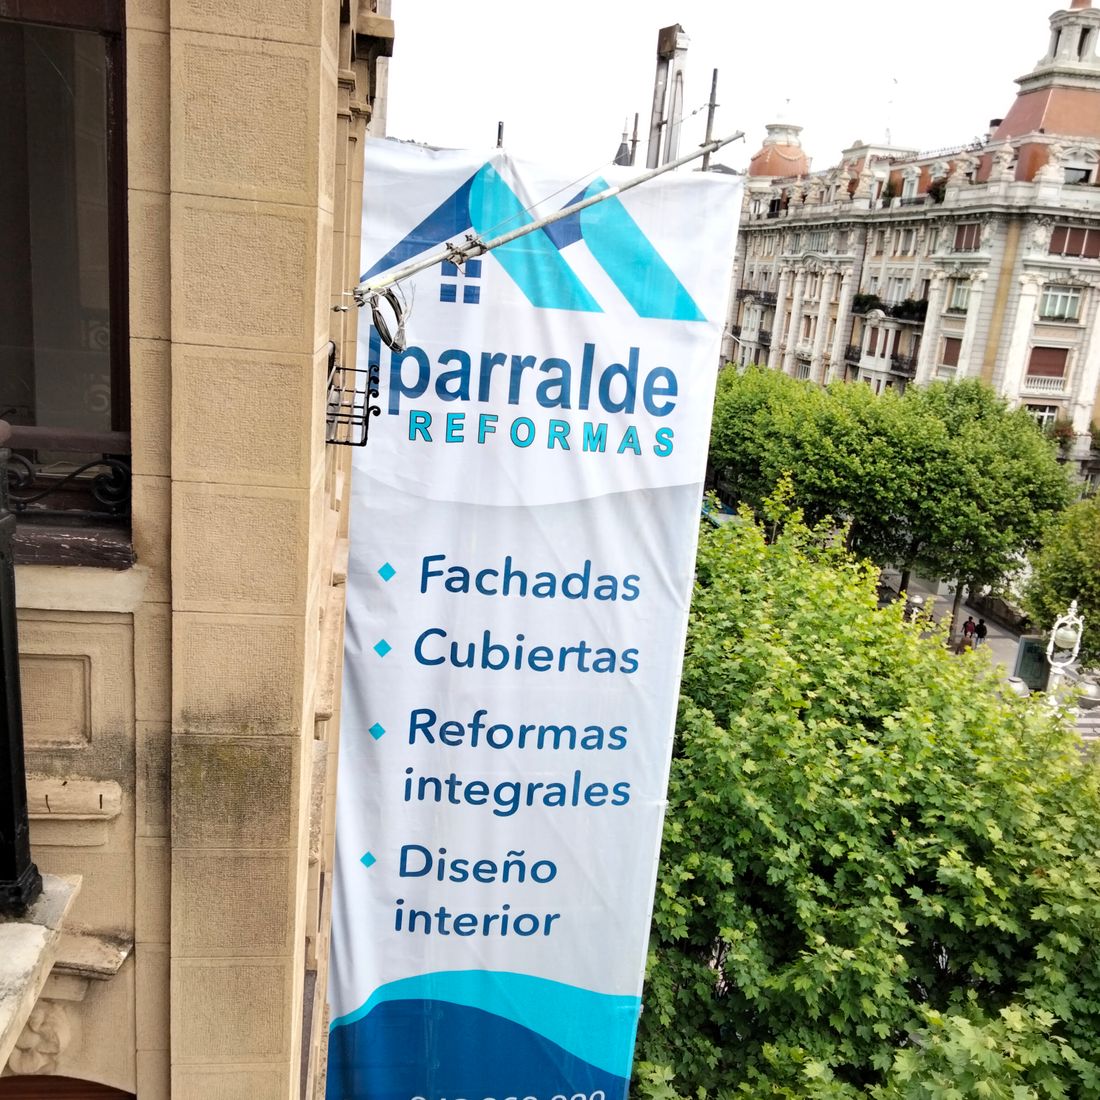 Iparralde
REFORMAS
Fachadas
Cubiertas
Reformas
integrales
Diseño
interior